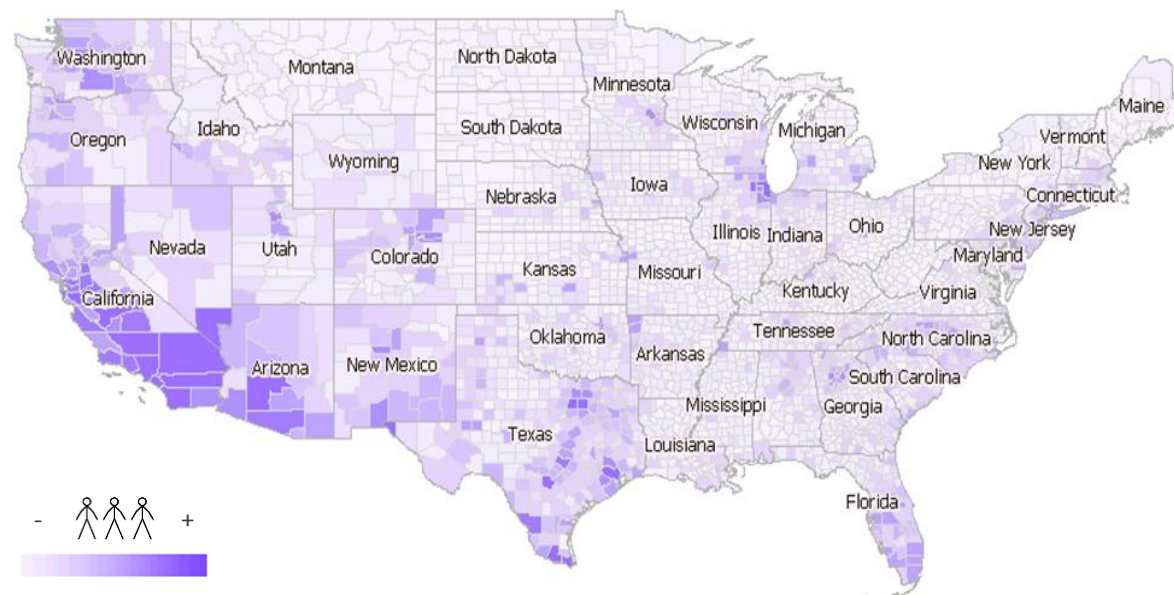 Washington
Montana
North Dakota
Minnesota
Maine
Oregon
Idaho
South Dakota
Wisconsin
Michigan
Vermont
Wyoming
New York
Nebraska
Iowa
Connecticut
Nevada
Utah
Colorado
Illinois
Indiana
Ohio
New Jersey
Kansas
Missouri
Maryland
California
Kentucky
Virginia
Arizona
New Mexico
Oklahoma
Arkansas
Tennessee
North Carolina
South Carolina
Texas
Mississippi
Georgia
Louisiana
Florida
- +